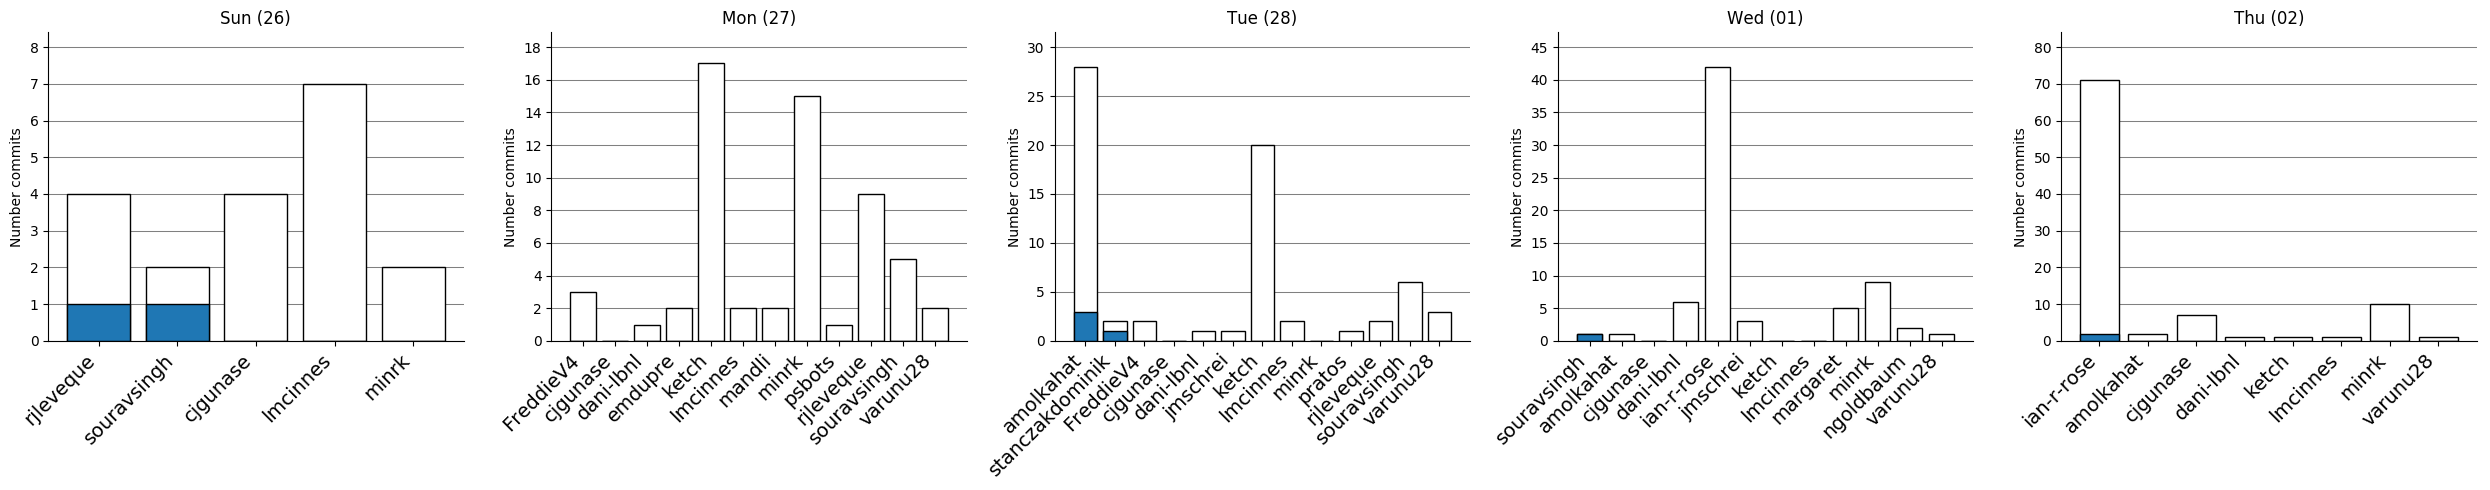 Sun (26)
Number commits
8
7
6
5
4
3
2
1
0
rjleveque
souravsingh
cjgunase
lmcinnes
minrk
Mon (27)
Number commits
18
16
14
12
10
8
6
4
2
0
FreddieV4
cjgunase
dani-lbnl
emdupre
ketch
lmcinnes
mandli
minrk
psbots
rjleveque
souravsingh
varunu28
Tue (28)
Number commits
30
25
20
15
10
5
0
amolkahat
stanczakdominik
FreddieV4
cjgunase
dani-lbnl
jmschrei
ketch
lmcinnes
minrk
pratos
rjleveque
souravsingh
varunu28
Wed (01)
Number commits
45
40
35
30
25
20
15
10
5
0
souravsingh
amolkahat
cjgunase
dani-lbnl
ian-r-rose
jmschrei
ketch
lmcinnes
margaret
minrk
ngoldbaum
varunu28
Thu (02)
Number commits
80
70
60
50
40
30
20
10
0
ian-r-rose
amolkahat
cjgunase
dani-lbnl
ketch
lmcinnes
minrk
varunu28